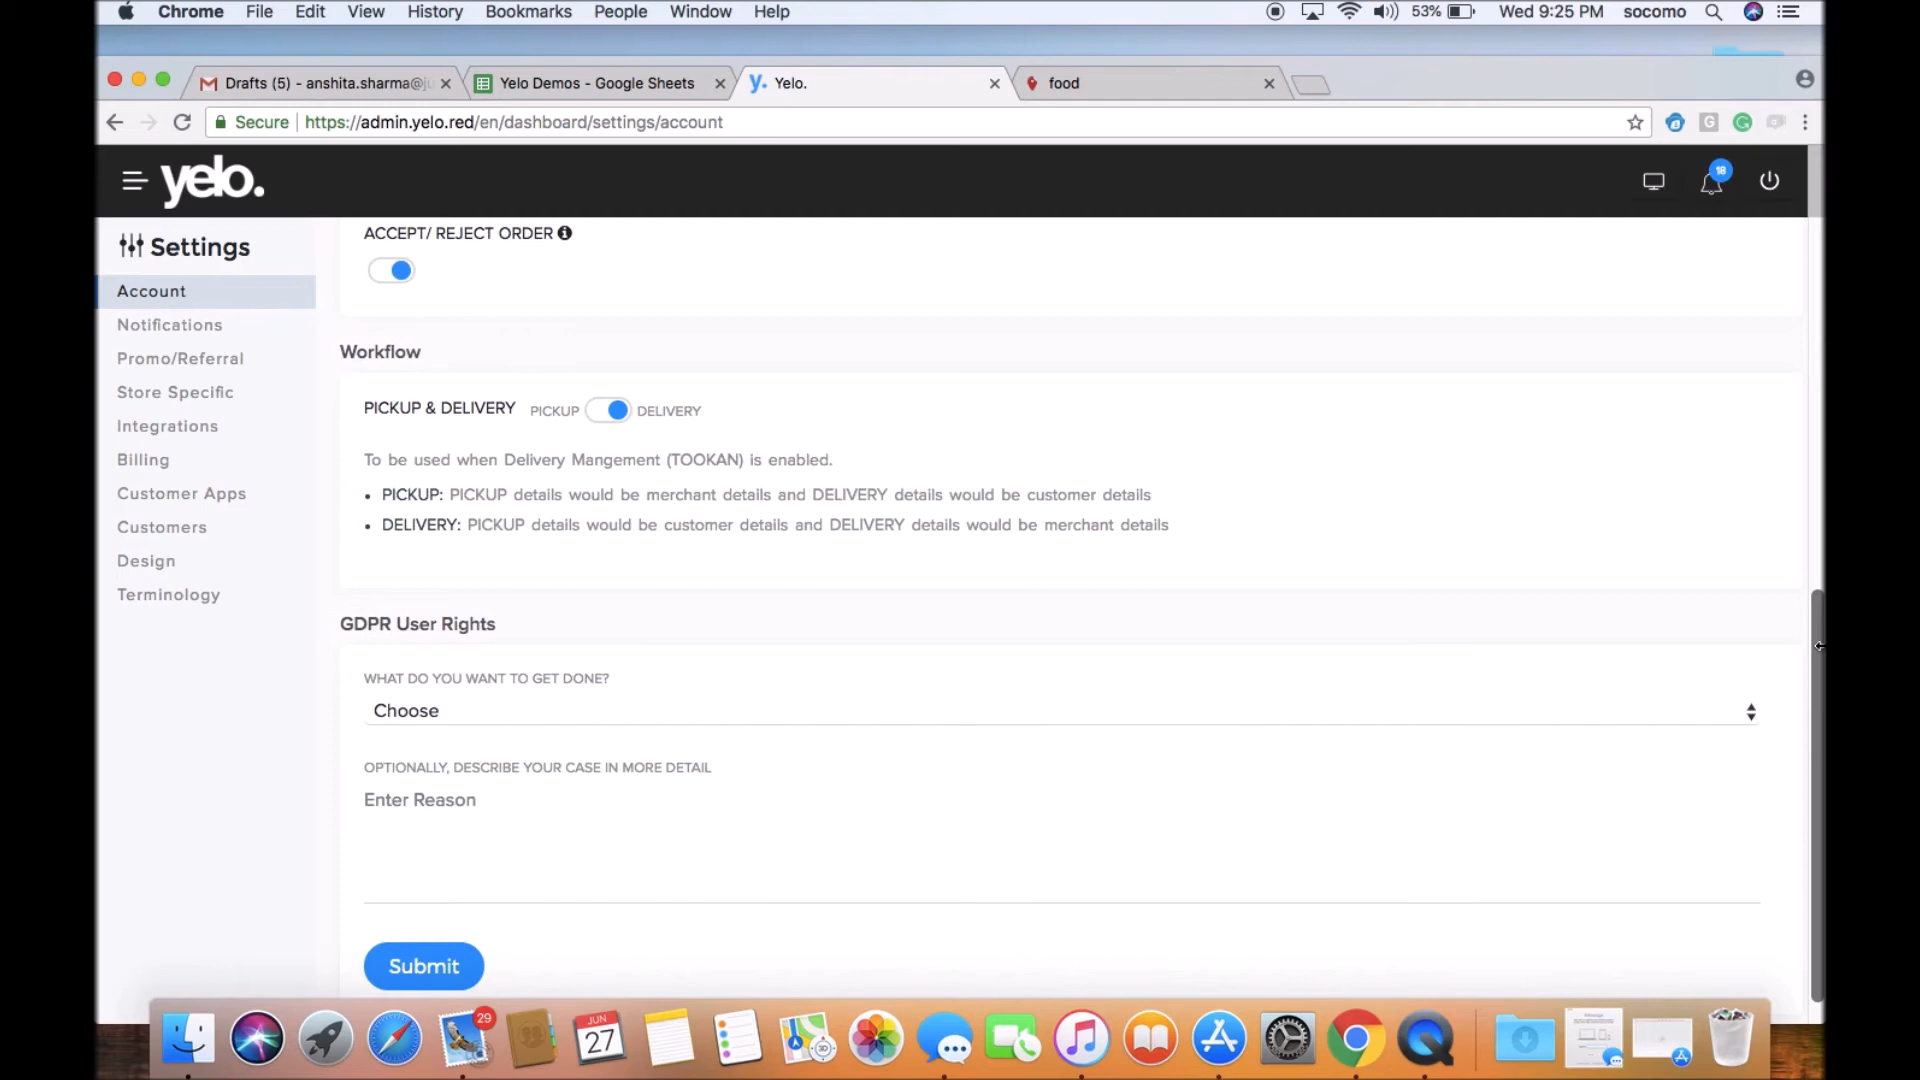 Chrome File Edit View History Bookmarks People Window Help 53% Wed 9:25 PM socomo
Drafts (5) - anshita.sharma@ju
Yelo Demos - Google Sheets
y. Yelo.
food
Secure https://admin.yelo.red/en/dashboard/settings/account
yelo.
18
Settings
Account
Notifications
Promo/Referral
Store Specific
Integrations
Billing
Customer Apps
Customers
Design
Terminology
ACCEPT/ REJECT ORDER
Workflow
PICKUP & DELIVERY PICKUP DELIVERY
To be used when Delivery Mangement (TOOKAN) is enabled.
• PICKUP: PICKUP details would be merchant details and DELIVERY details would be customer details
• DELIVERY: PICKUP details would be customer details and DELIVERY details would be merchant details
GDPR User Rights
WHAT DO YOU WANT TO GET DONE?
Choose
OPTIONALLY, DESCRIBE YOUR CASE IN MORE DETAIL
Enter Reason
Submit
29
JUN
27